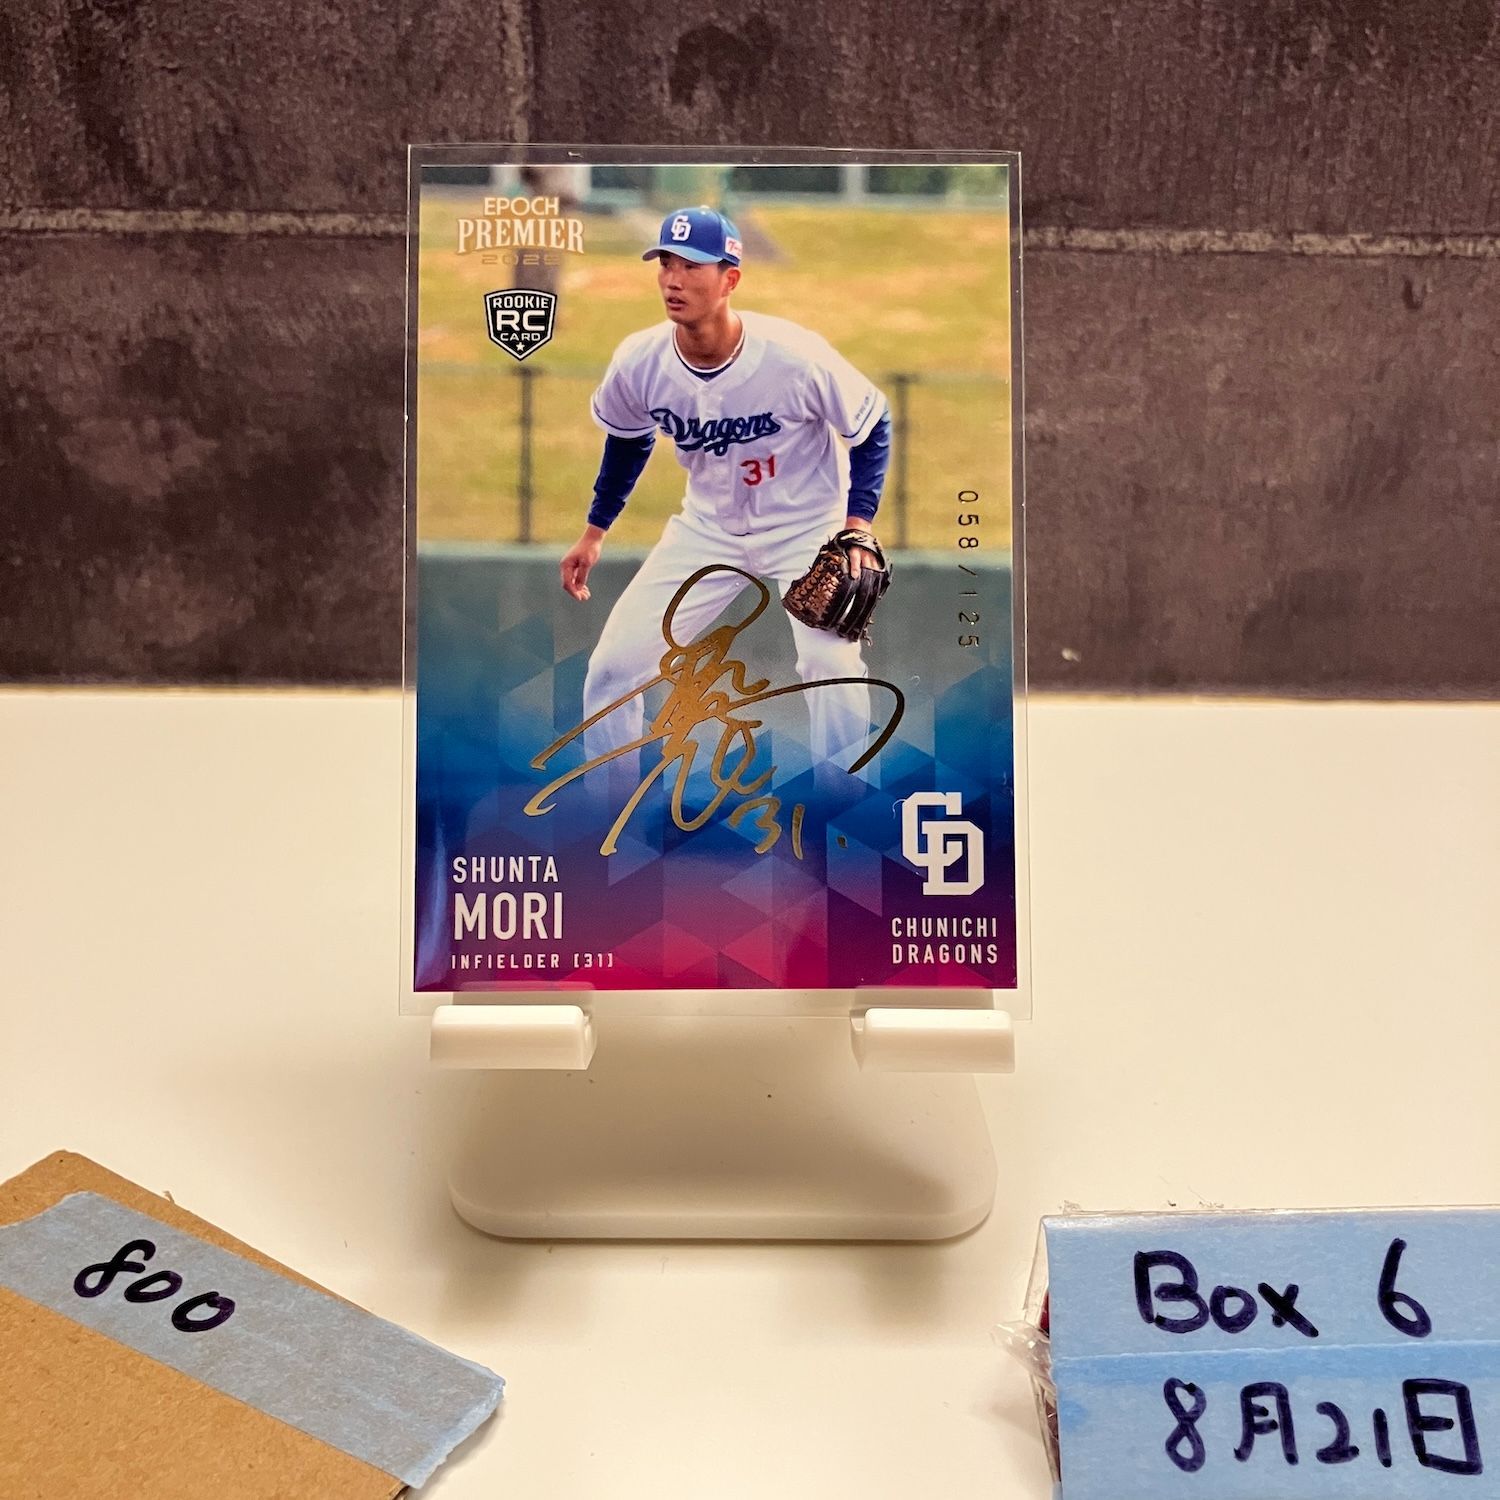 EPOCH
PREMIER
2025
ROOKIE
RC
CARD
CD
Dragons
31
058/125
31
SHUNTA
MORI
INFIELDER [31]
CD
CHUNICHI
DRAGONS
800
Box 6
8月21日